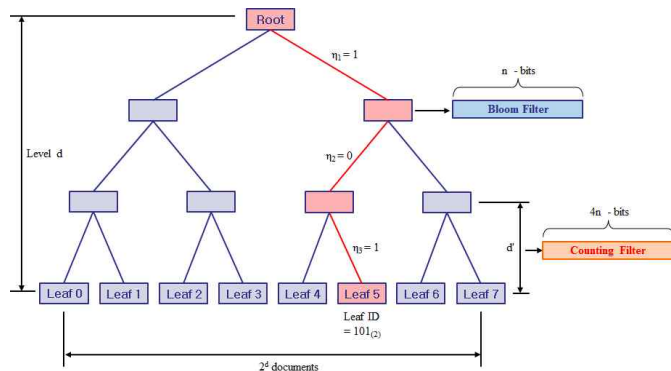 Root
η1 = 1
n - bits
Bloom Filter
Level d
η2 = 0
4n - bits
d'
Counting Filter
η3 = 1
Leaf 0
Leaf 1
Leaf 2
Leaf 3
Leaf 4
Leaf 5
Leaf 6
Leaf 7
Leaf ID
= 101(2)
2^d documents